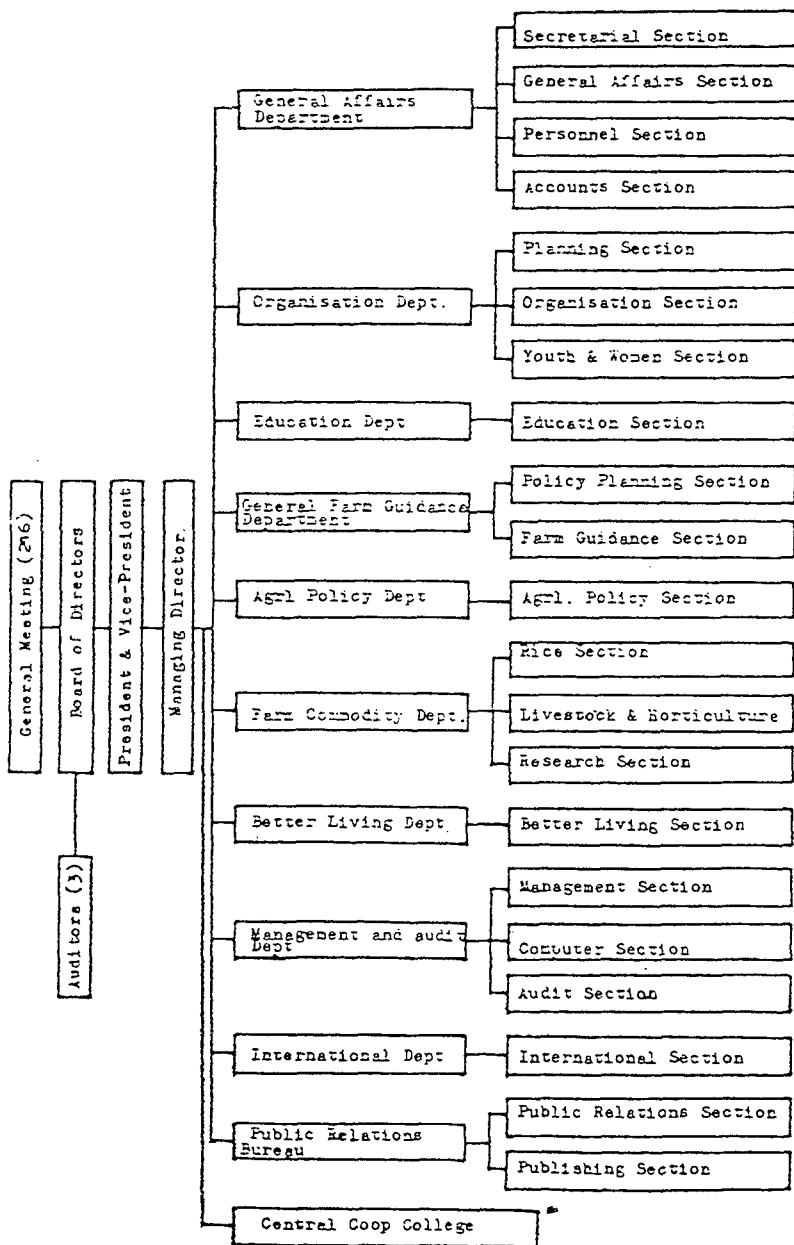 General Meeting (296)
Board of Directors
Auditors (3)
President & Vice-President
Managing Director
General Affairs
Department
Secretarial Section
General Affairs Section
Personnel Section
Accounts Section
Organisation Dept.
Planning Section
Organisation Section
Youth & Women Section
Education Dept
Education Section
General Farm Guidance
Department
Policy Planning Section
Farm Guidance Section
Agrl Policy Dept
Agrl. Policy Section
Farm Commodity Dept.
Rice Section
Livestock & Horticulture
Research Section
Better Living Dept
Better Living Section
Management and audit
Dept
Management Section
Computer Section
Audit Section
International Dept
International Section
Public Relations
Bureau
Public Relations Section
Publishing Section
Central Coop College